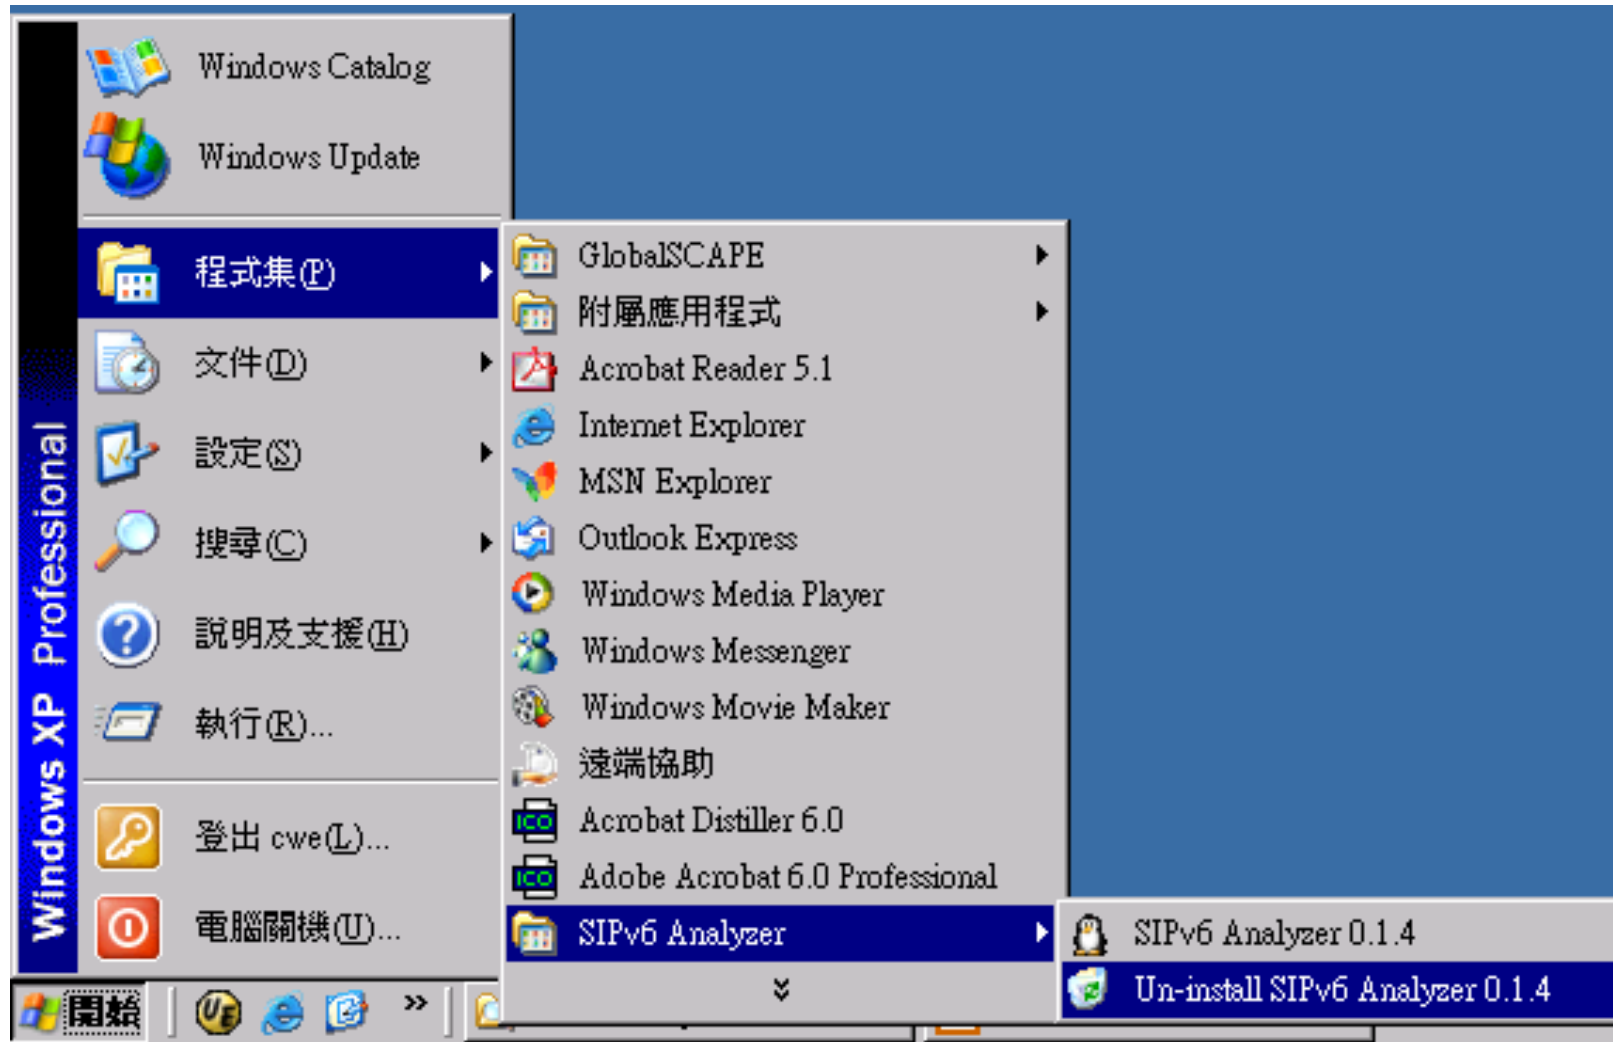 Windows Catalog
Windows Update
程式集(P)
文件(D)
設定(S)
搜尋(C)
說明及支援(H)
執行(R)...
登出 cwe(L)...
電腦關機(U)...
Windows XP Professional
GlobalSCAPE
附屬應用程式
Acrobat Reader 5.1
Internet Explorer
MSN Explorer
Outlook Express
Windows Media Player
Windows Messenger
Windows Movie Maker
遠端協助
Acrobat Distiller 6.0
Adobe Acrobat 6.0 Professional
SIPv6 Analyzer
SIPv6 Analyzer 0.1.4
Un-install SIPv6 Analyzer 0.1.4
ICO
ICO
開始
UE
»